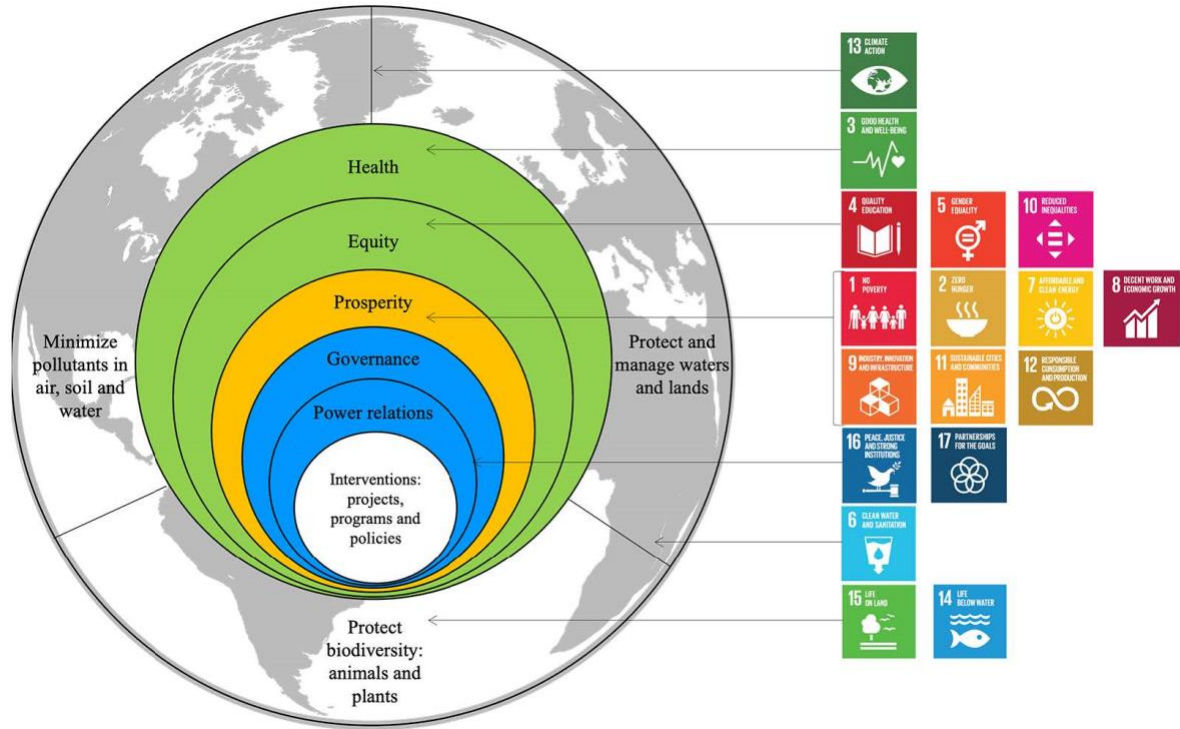 Health
Equity
Prosperity
Governance
Power relations
Interventions:
projects,
programs and
policies
Minimize
pollutants in
air, soil and
water
Protect and
manage waters
and lands
Protect
biodiversity:
animals and
plants
13 CLIMATE
ACTION
3 GOOD HEALTH
AND WELL-BEING
4 QUALITY
EDUCATION
5 GENDER
EQUALITY
10 REDUCED
INEQUALITIES
1 NO
POVERTY
2 ZERO
HUNGER
7 AFFORDABLE AND
CLEAN ENERGY
8 DECENT WORK AND
ECONOMIC GROWTH
9 INDUSTRY, INNOVATION
AND INFRASTRUCTURE
11 SUSTAINABLE CITIES
AND COMMUNITIES
12 RESPONSIBLE
CONSUMPTION
AND PRODUCTION
16 PEACE, JUSTICE
AND STRONG
INSTITUTIONS
17 PARTNERSHIPS
FOR THE GOALS
6 CLEAN WATER
AND SANITATION
15 LIFE
ON LAND
14 LIFE
BELOW WATER